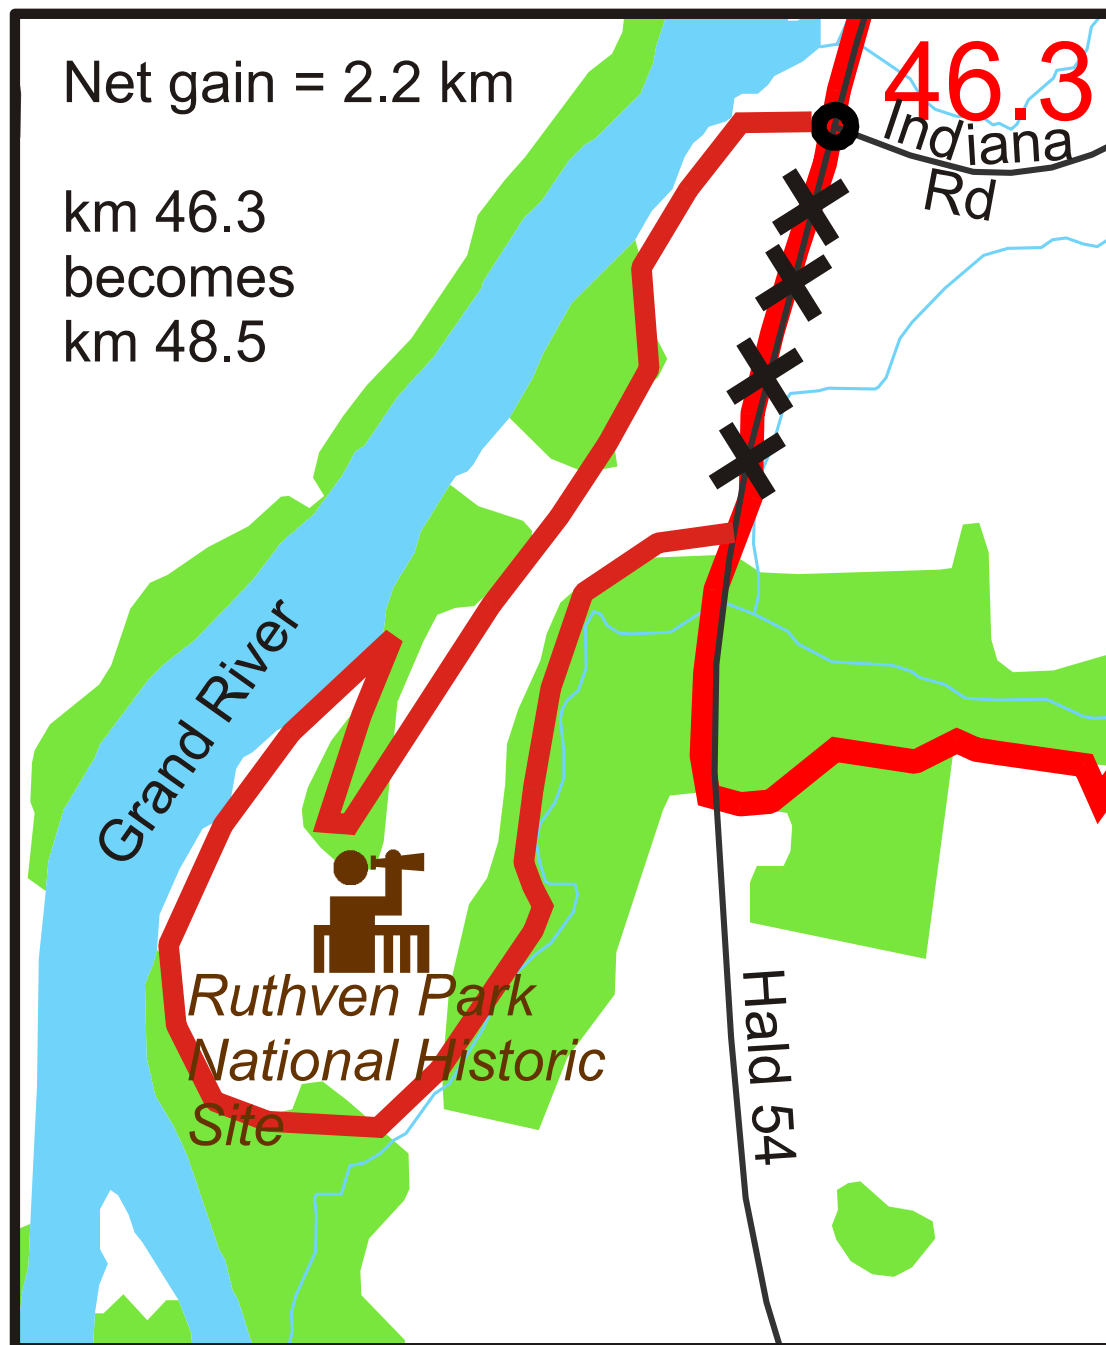 Net gain = 2.2 km
km 46.3
becomes
km 48.5
46.3
Indiana
Rd
Grand River
Ruthven Park
National Historic
Site
Hald 54